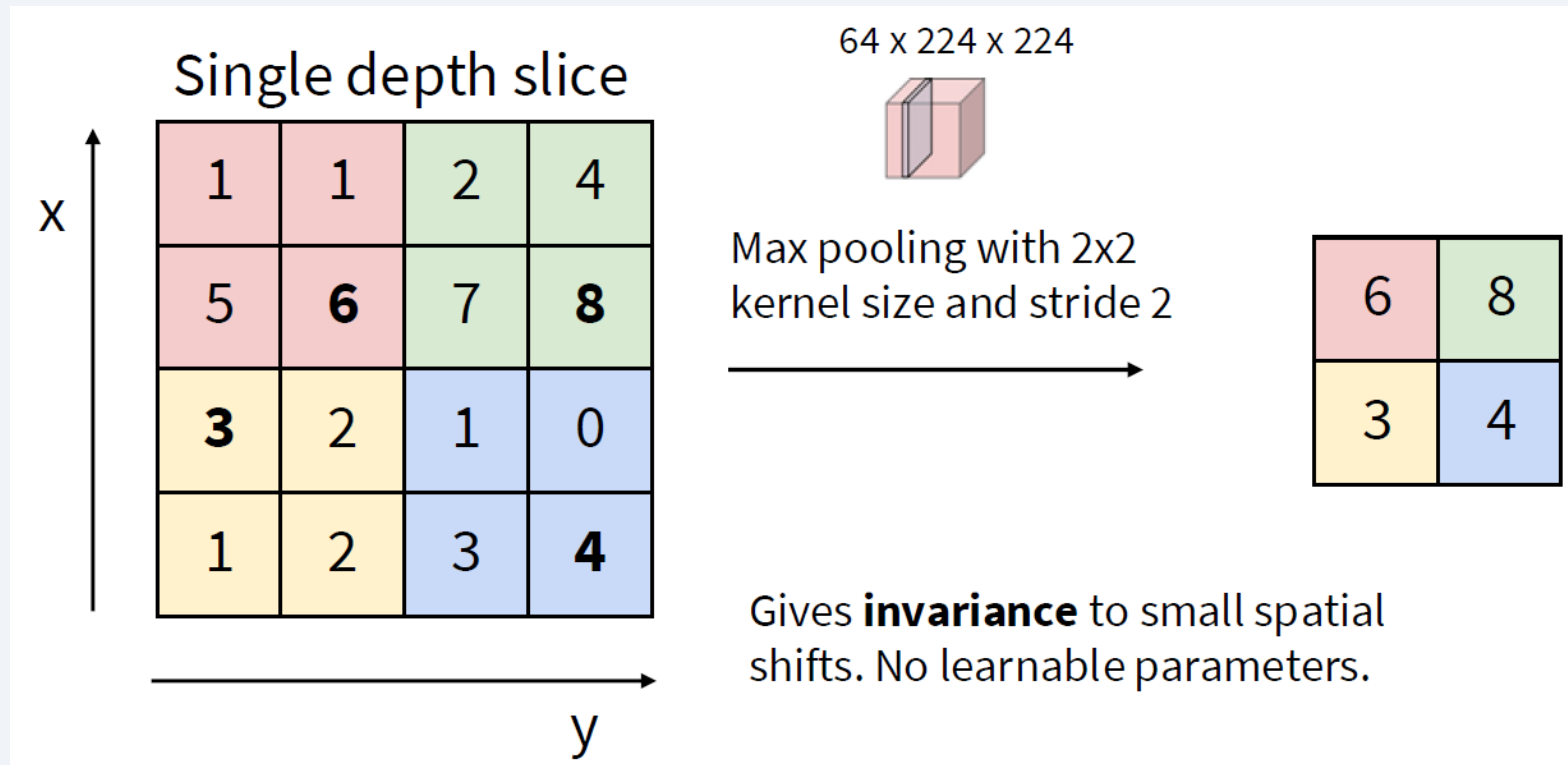 Single depth slice
64 x 224 x 224
x
1 1 2 4
5 6 7 8
3 2 1 0
1 2 3 4
y
Max pooling with 2x2
kernel size and stride 2
6 8
3 4
Gives invariance to small spatial
shifts. No learnable parameters.